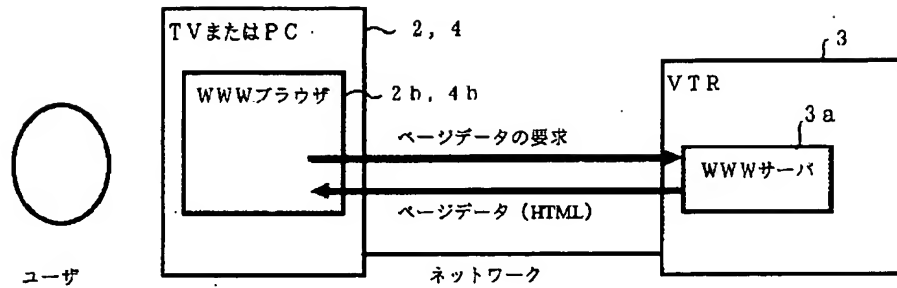 TVまたはPC
2, 4
WWWブラウザ
2b, 4b
ページデータの要求
ページデータ (HTML)
3
VTR
3a
WWWサーバ
ユーザ
ネットワーク